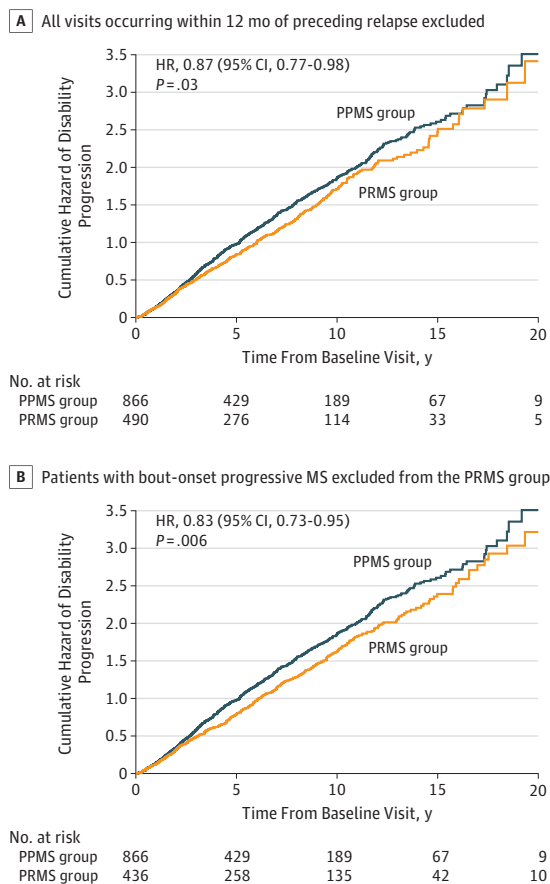 A All visits occurring within 12 mo of preceding relapse excluded
3.5
3.0
2.5
2.0
1.5
1.0
0.5
0
Cumulative Hazard of Disability
Progression
HR, 0.87 (95% CI, 0.77-0.98)
P=.03
PPMS group
PRMS group
0 5 10 15 20
Time From Baseline Visit, y
No. at risk
PPMS group 866 429 189 67 9
PRMS group 490 276 114 33 5
B Patients with bout-onset progressive MS excluded from the PRMS group
3.5
3.0
2.5
2.0
1.5
1.0
0.5
0
Cumulative Hazard of Disability
Progression
HR, 0.83 (95% CI, 0.73-0.95)
P=.006
PPMS group
PRMS group
0 5 10 15 20
Time From Baseline Visit, y
No. at risk
PPMS group 866 429 189 67 9
PRMS group 436 258 135 42 10